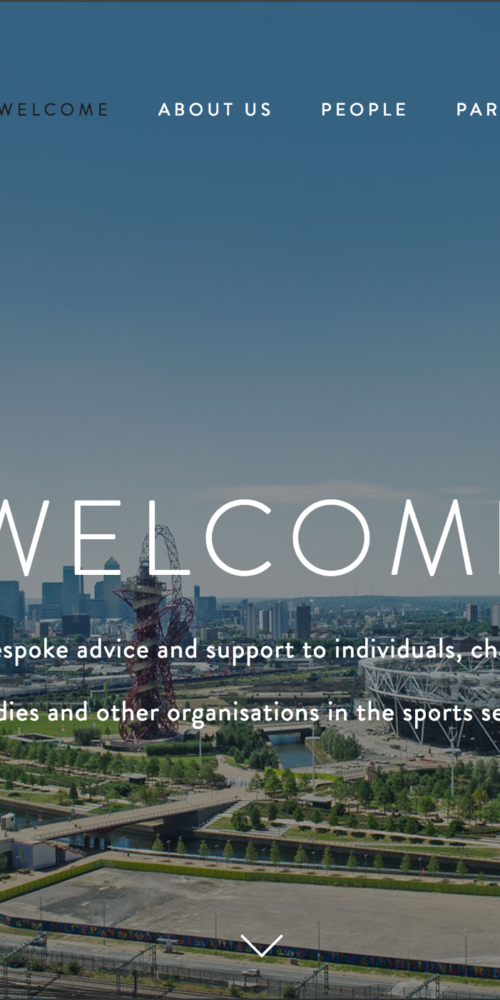 WELCOME ABOUT US PEOPLE PAR
WELCOM
espoke advice and support to individuals, ch
dies and other organisations in the sports se